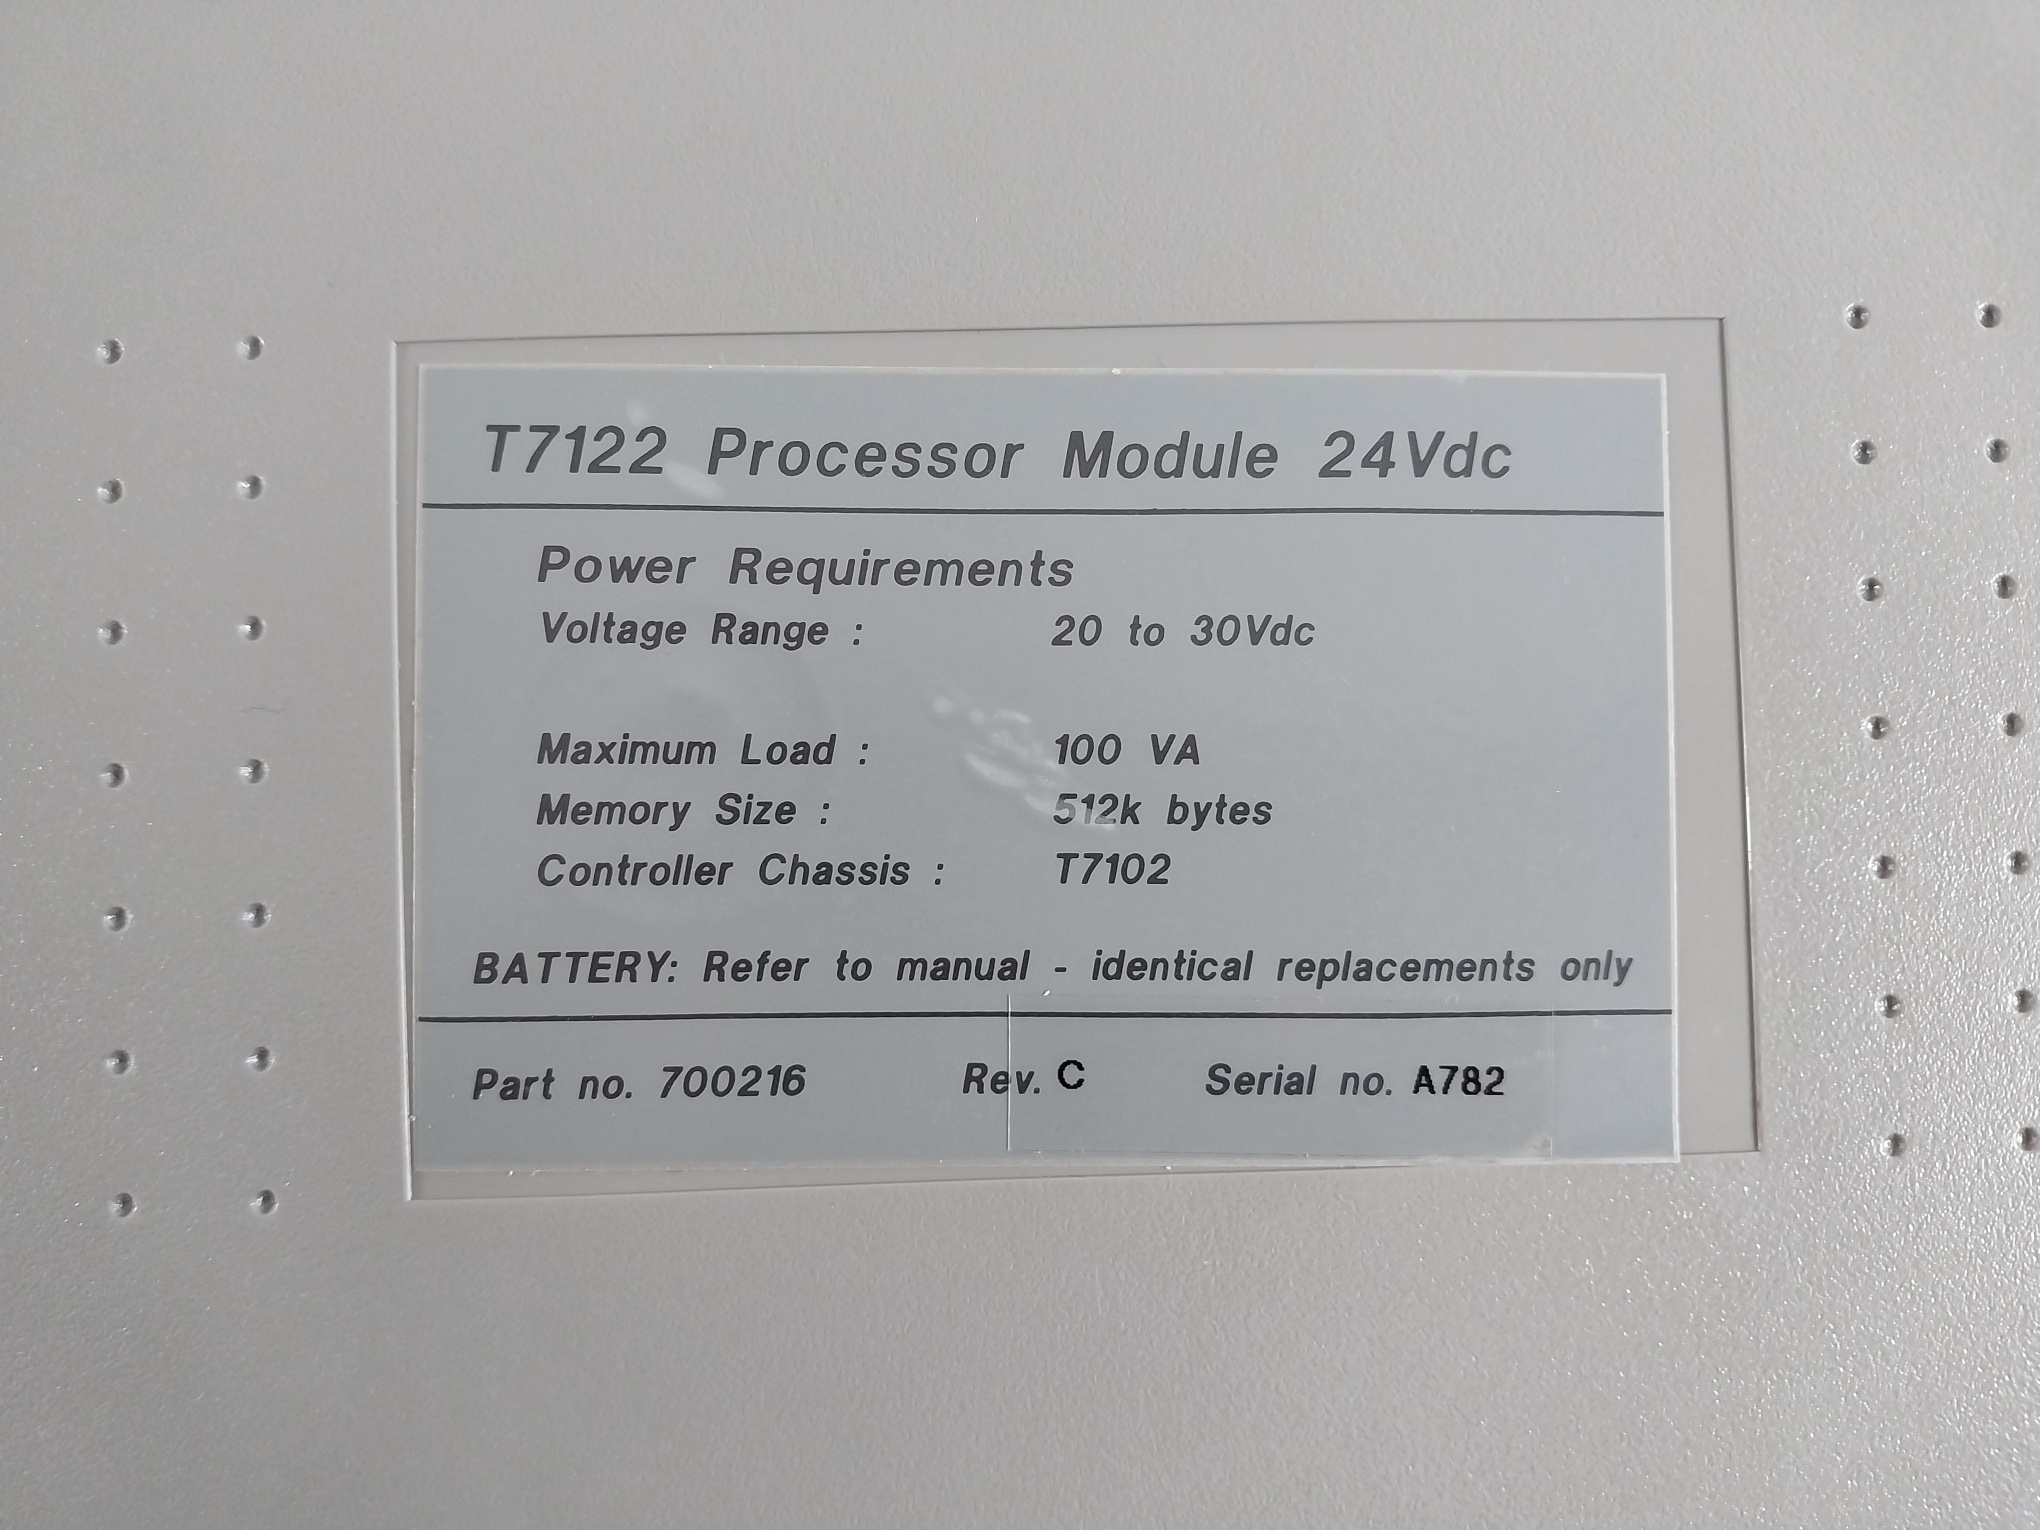 T7122 Processor Module 24Vdc
Power Requirements
Voltage Range : 20 to 30Vdc
Maximum Load : 100 VA
Memory Size : 512k bytes
Controller Chassis : T7102
BATTERY: Refer to manual - identical replacements only
Part no. 700216 Rev. C Serial no. A782